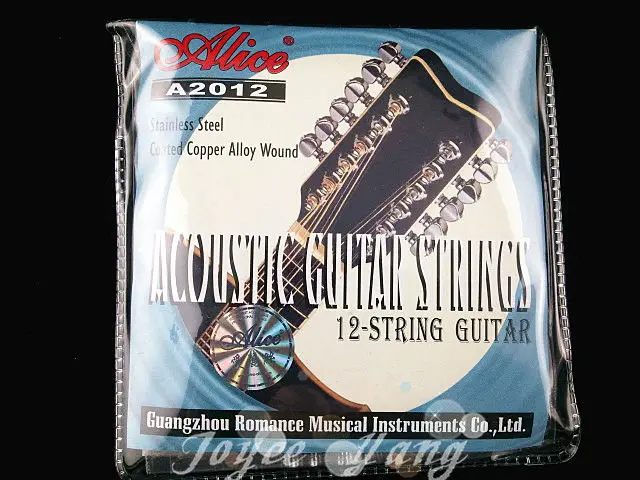 Alice®
A2012
Stainless Steel
Coated Copper Alloy Wound
ACOUSTIC GUITAR STRINGS
12-STRING GUITAR
Alice
Guangzhou Romance Musical Instruments Co.,Ltd.
Joyee Yang